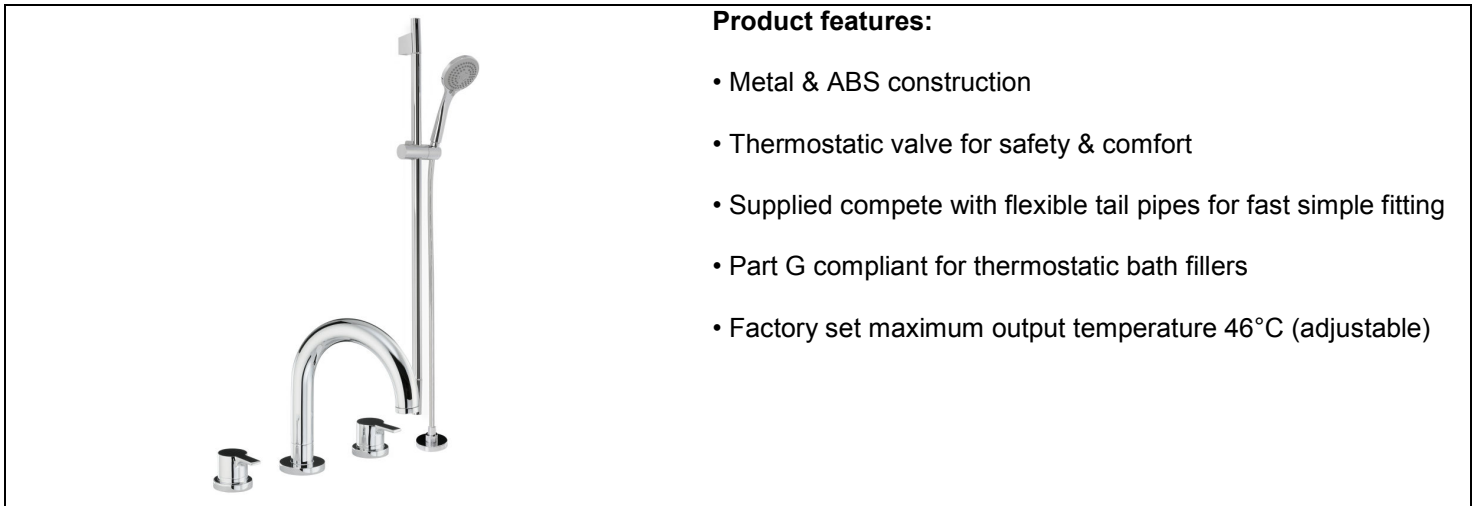 Product features:
• Metal & ABS construction
• Thermostatic valve for safety & comfort
• Supplied compete with flexible tail pipes for fast simple fitting
• Part G compliant for thermostatic bath fillers
• Factory set maximum output temperature 46°C (adjustable)